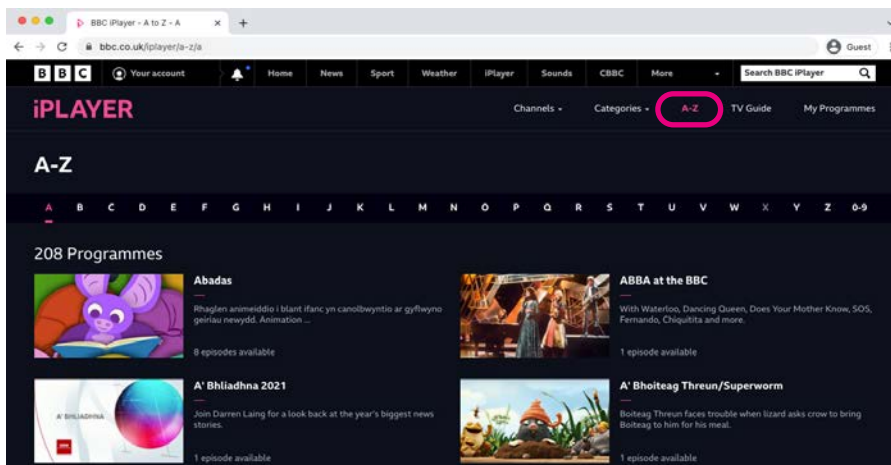 BBC iPlayer - A to Z - A
bbc.co.uk/iplayer/a-z/a
Guest
BBC Your account Home News Sport Weather iPlayer Sounds CBBC More Search BBC iPlayer
iPLAYER Channels Categories A-Z TV Guide My Programmes
A-Z
A B C D E F G H I J K L M N O P Q R S T U V W X Y Z 0-9
208 Programmes
Abadas
Rhaglen animeiddio i blant ifanc yn canolbwyntio ar gyflwyno
geiriau newydd. Animation ...
8 episodes available
ABBA at the BBC
With Waterloo, Dancing Queen, Does Your Mother Know, SOS,
Fernando, Chiquitita and more.
1 episode available
A' BHLIADHNA
A' Bhliadhna 2021
Join Darren Laing for a look back at the year's biggest news
stories.
1 episode available
A' Bhoiteag Threun/Superworm
Boiteag Threun faces trouble when lizard asks crow to bring
Boiteag to him for his meal.
1 episode available